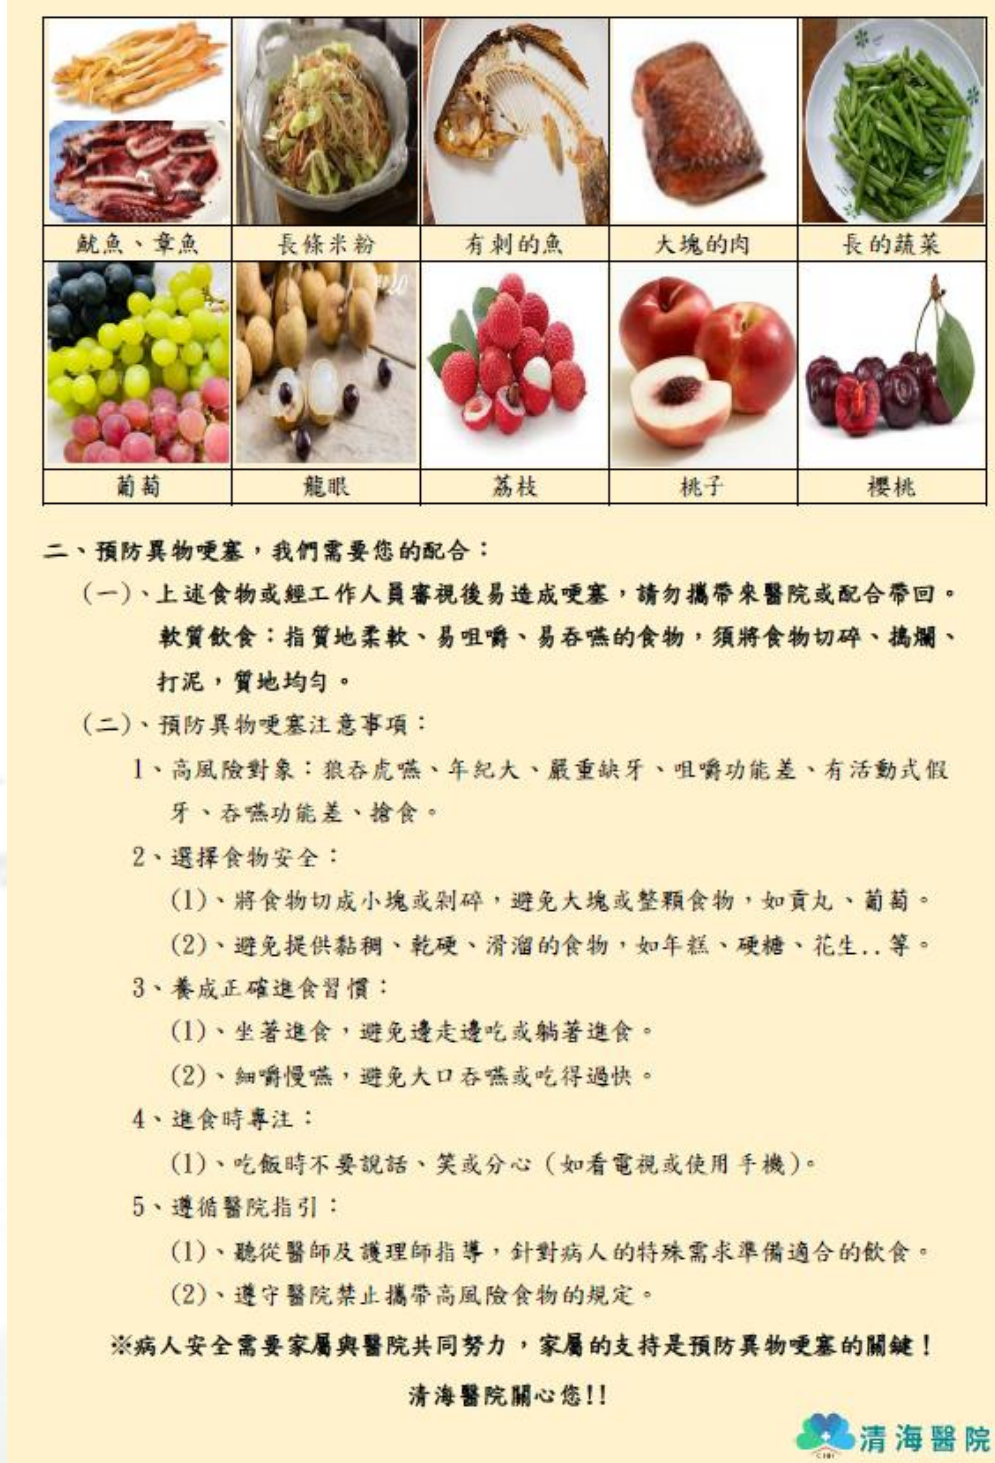 魷魚、章魚
長條米粉
有刺的魚
大塊的肉
長的蔬菜
葡萄
龍眼
荔枝
桃子
櫻桃
二、預防異物哽塞，我們需要您的配合：
(一)、上述食物或經工作人員審視後易造成哽塞，請勿攜帶來醫院或配合帶回。
軟質飲食：指質地柔軟、易咀嚼、易吞嚥的食物，須將食物切碎、搗爛、
打泥，質地均勻。
(二)、預防異物哽塞注意事項：
1、高風險對象：狼吞虎嚥、年紀大、嚴重缺牙、咀嚼功能差、有活動式假
牙、吞嚥功能差、搶食。
2、選擇食物安全：
(1)、將食物切成小塊或剁碎，避免大塊或整顆食物，如貢丸、葡萄。
(2)、避免提供黏稠、乾硬、滑溜的食物，如年糕、硬糖、花生..等。
3、養成正確進食習慣：
(1)、坐著進食，避免邊走邊吃或躺著進食。
(2)、細嚼慢嚥，避免大口吞嚥或吃得過快。
4、進食時專注：
(1)、吃飯時不要說話、笑或分心（如看電視或使用手機）。
5、遵循醫院指引：
(1)、聽從醫師及護理師指導，針對病人的特殊需求準備適合的飲食。
(2)、遵守醫院禁止攜帶高風險食物的規定。
※病人安全需要家屬與醫院共同努力，家屬的支持是預防異物哽塞的關鍵！
清海醫院關心您!!
清海醫院